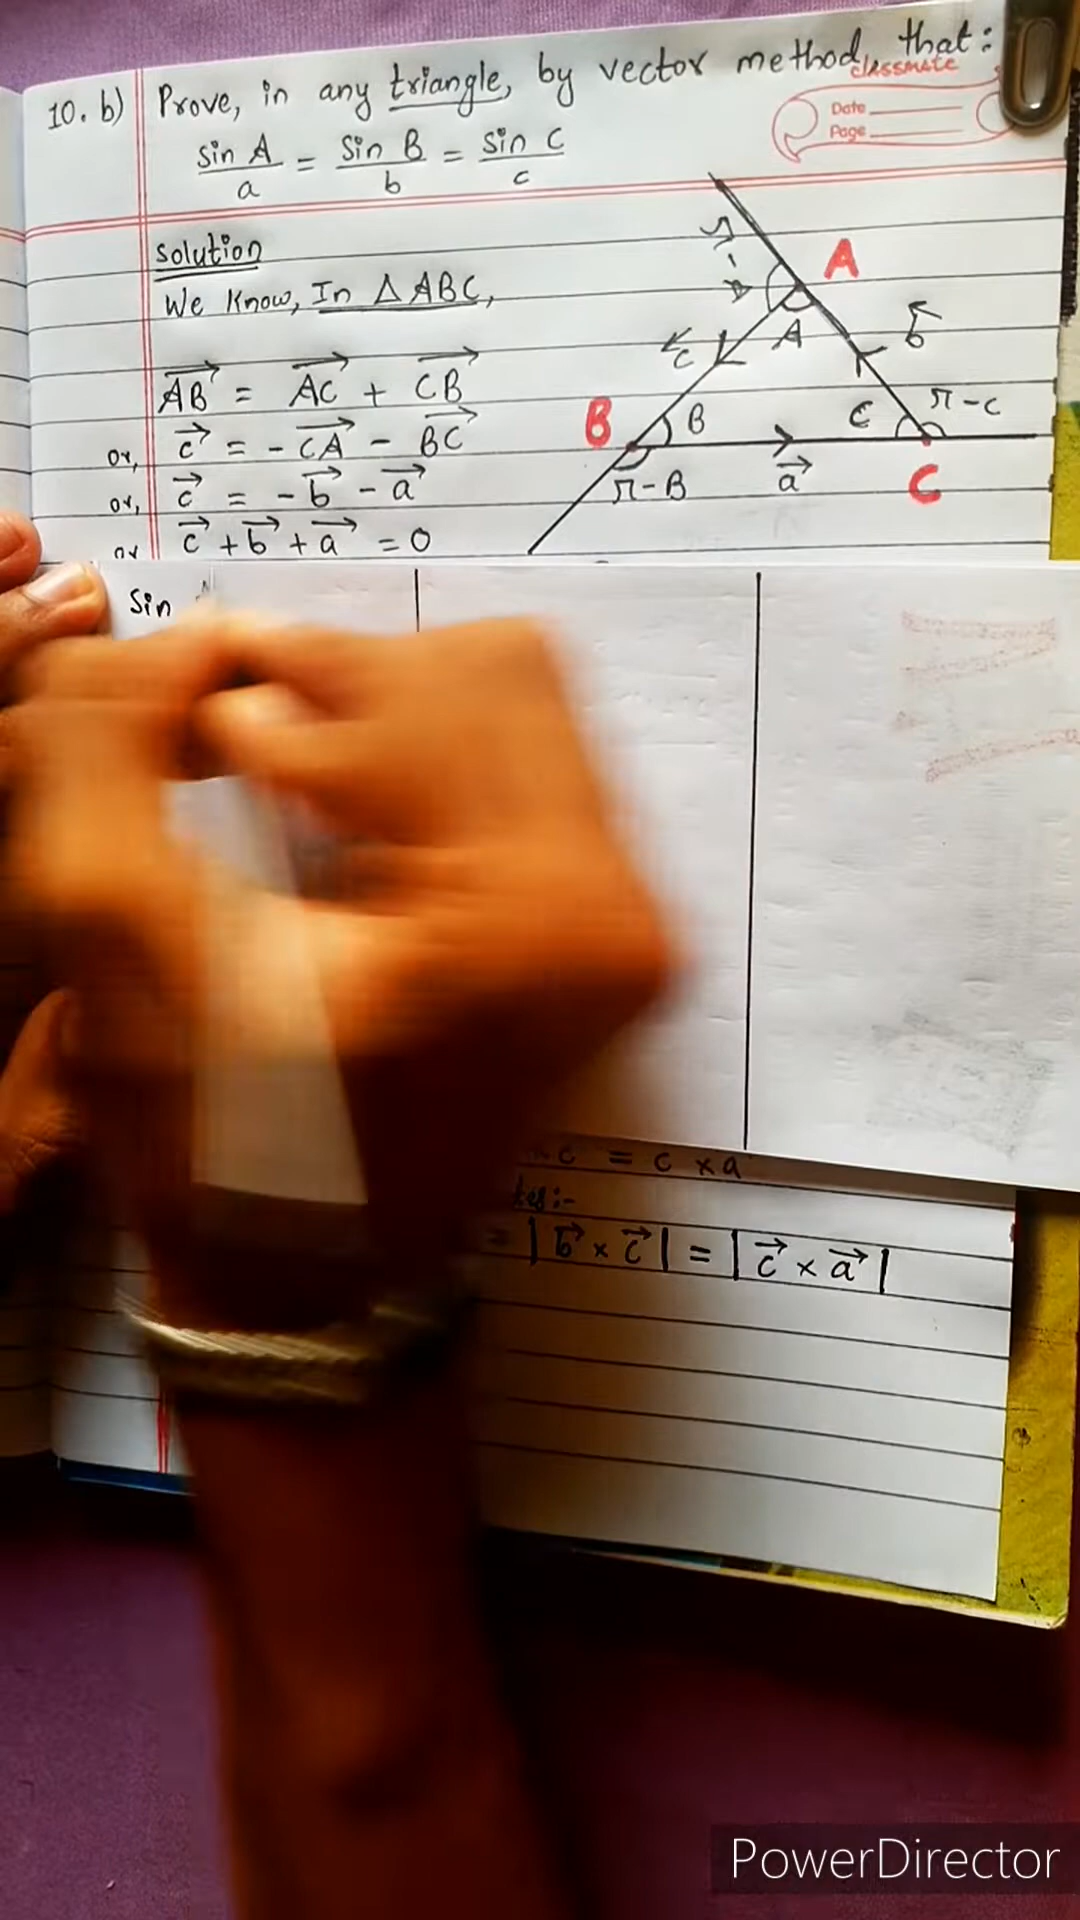 10. b) Prove, in any triangle, by vector method, that:
classmate
Date
Page
sin A / a = sin B / b = sin C / c
Solution
We Know, In △ABC,
AB→ = AC→ + CB→
or, c→ = - CA→ - BC→
or, c→ = - b→ - a→
or c→ + b→ + a→ = 0
A
π - A
A
b→
c→
B
B
π - B
a→
C
C
π - c
Sin
c = c × a
= | b→ × c→ | = | c→ × a→ |
PowerDirector